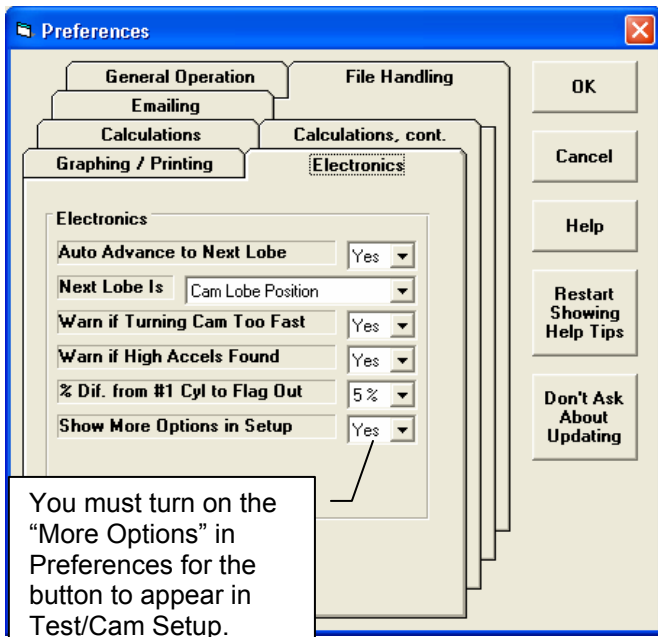 Preferences
General Operation
File Handling
Emailing
Calculations
Calculations, cont.
Graphing / Printing
Electronics
Electronics
Auto Advance to Next Lobe
Yes
Next Lobe Is
Cam Lobe Position
Warn if Turning Cam Too Fast
Yes
Warn if High Accels Found
Yes
% Dif. from #1 Cyl to Flag Out
5 %
Show More Options in Setup
Yes
You must turn on the
“More Options” in
Preferences for the
button to appear in
Test/Cam Setup.
OK
Cancel
Help
Restart
Showing
Help Tips
Don't Ask
About
Updating